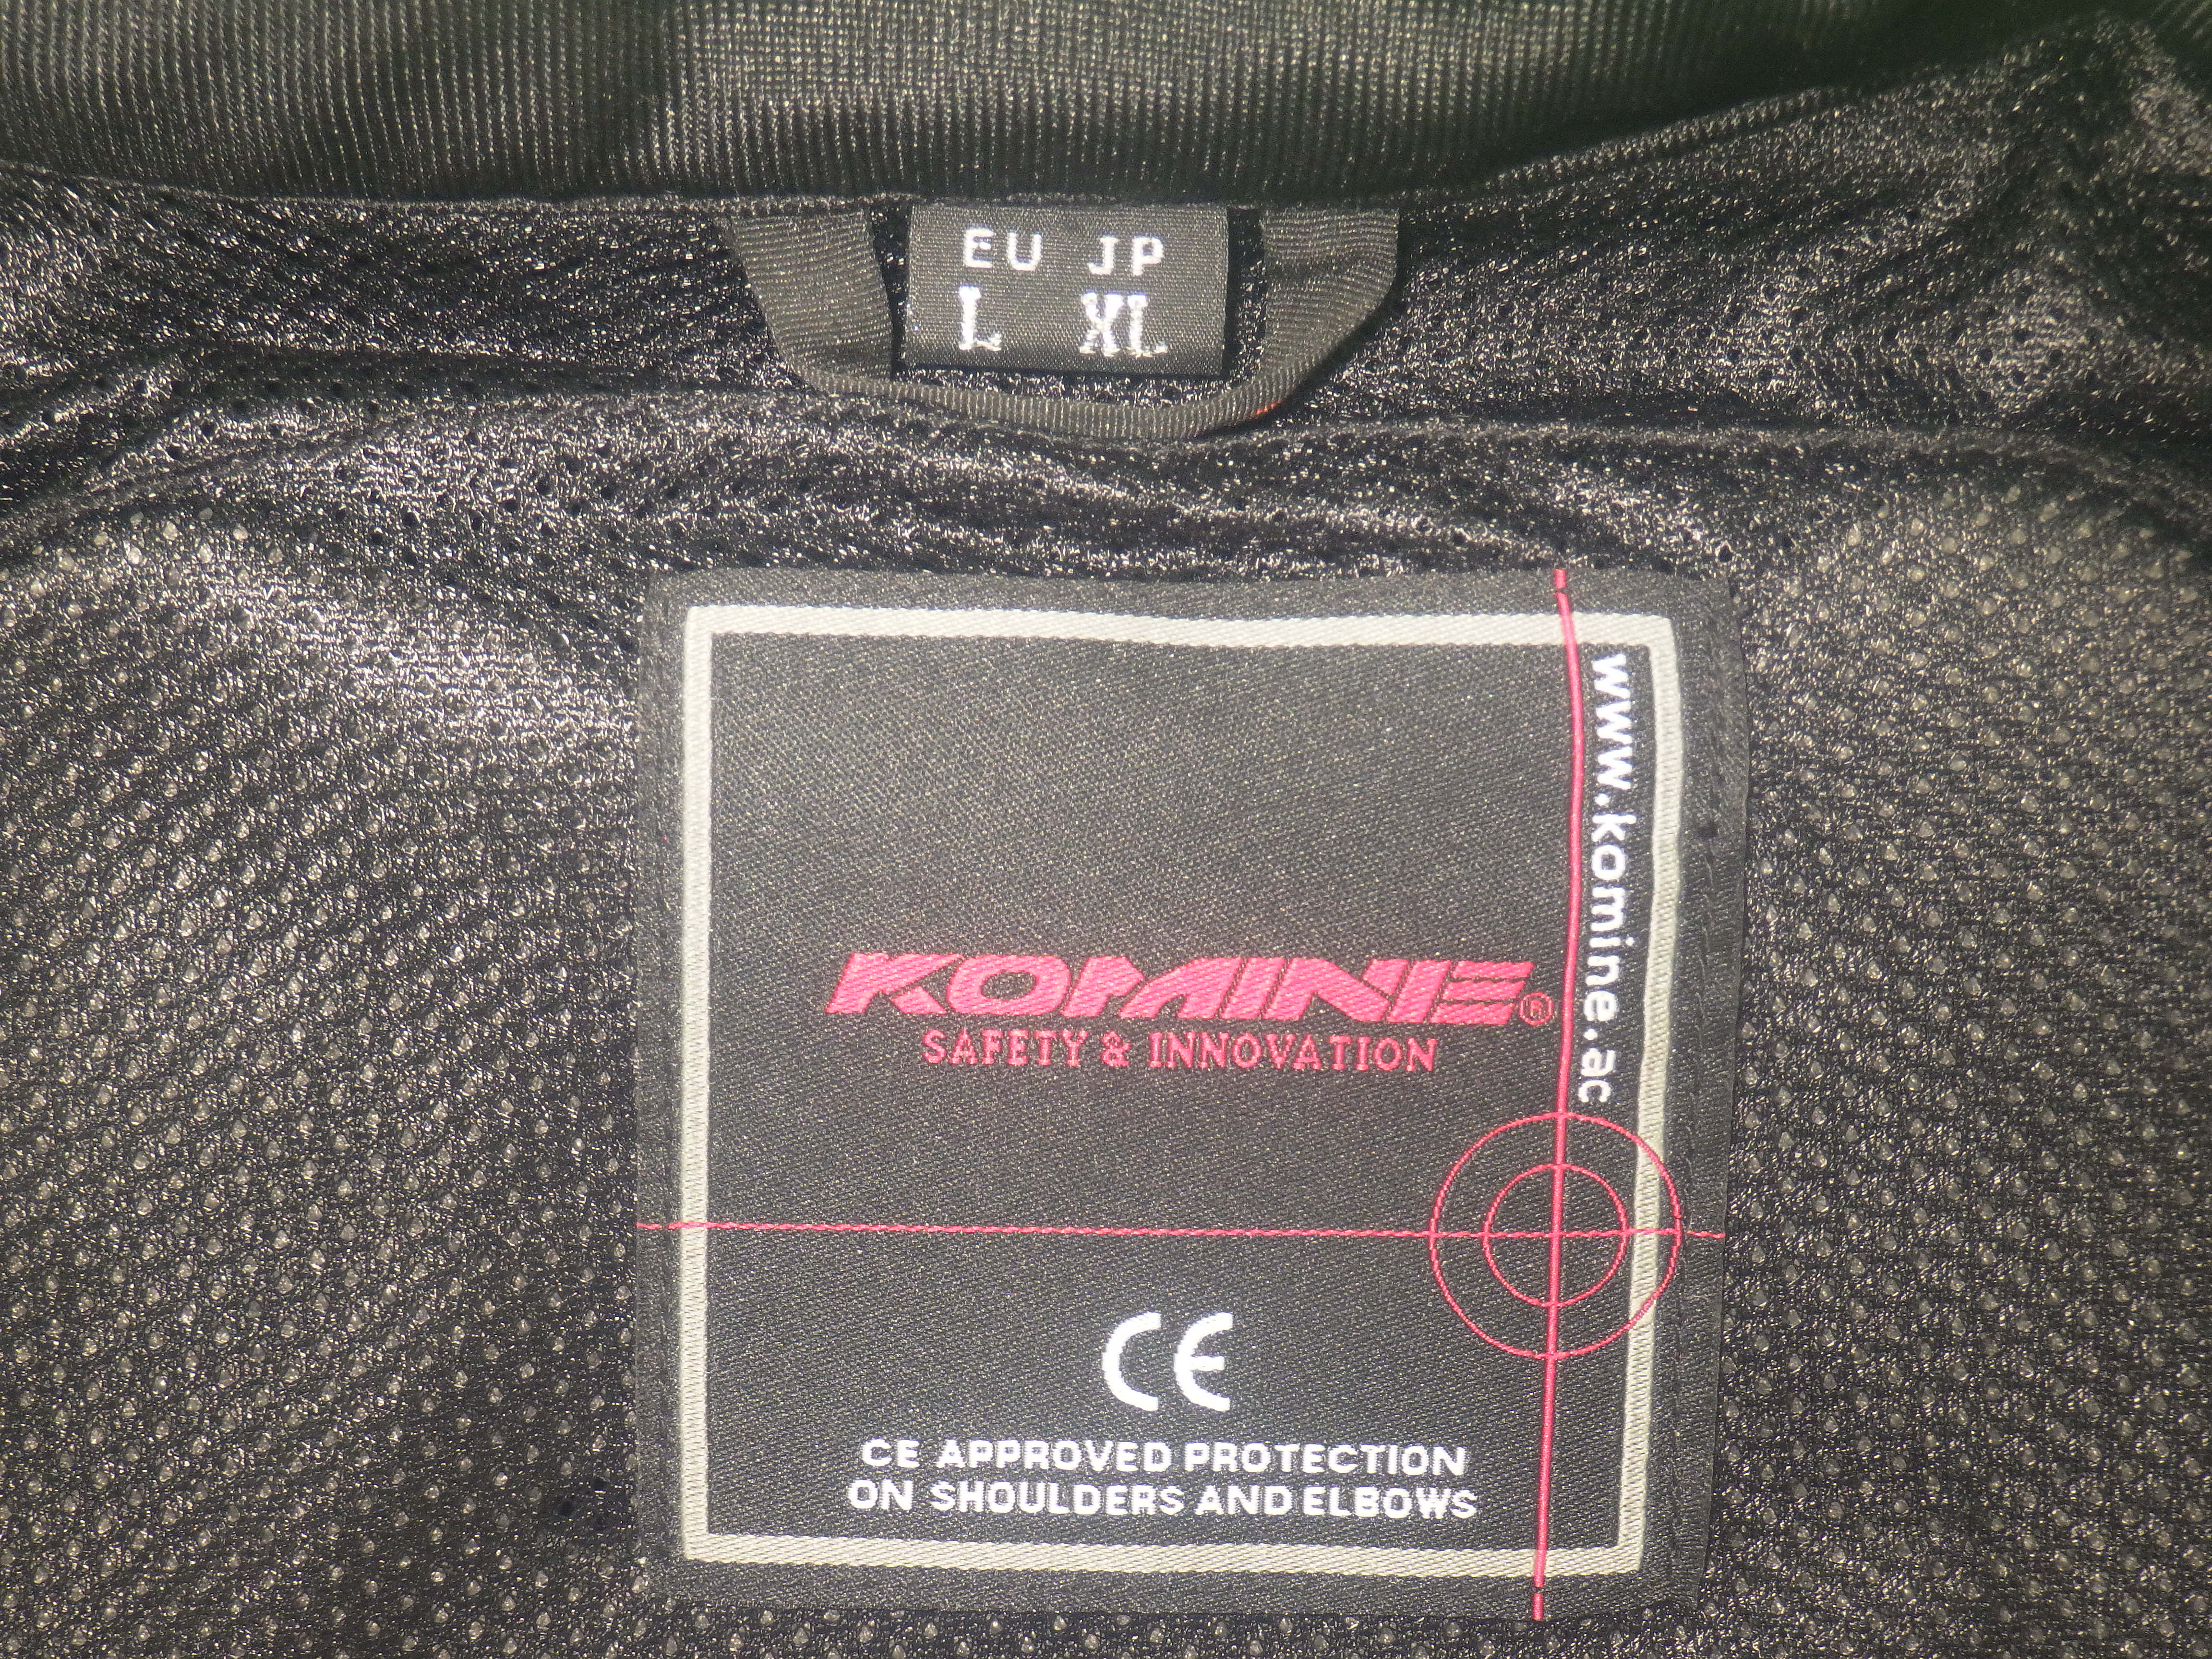 EU JP
L XL
www.komine.ac
KOMINE®
SAFETY & INNOVATION
CE
CE APPROVED PROTECTION
ON SHOULDERS AND ELBOWS